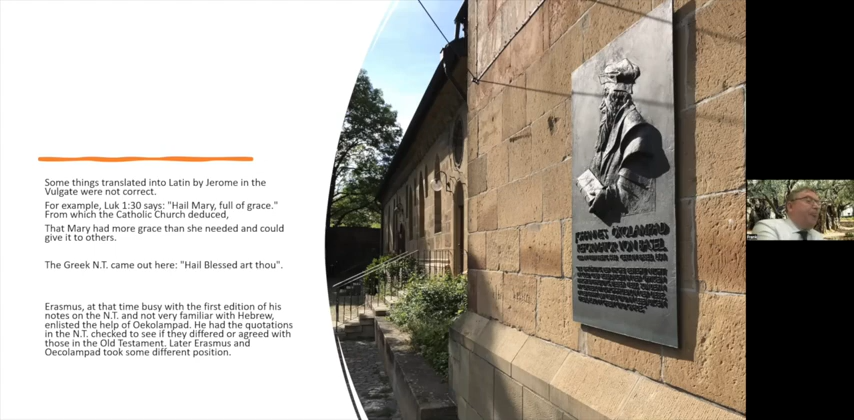 Some things translated into Latin by Jerome in the
Vulgate were not correct.
For example, Luk 1:30 says: "Hail Mary, full of grace."
From which the Catholic Church deduced,
That Mary had more grace than she needed and could
give it to others.
The Greek N.T. came out here: "Hail Blessed art thou".
Erasmus, at that time busy with the first edition of his
notes on the N.T. and not very familiar with Hebrew,
enlisted the help of Oekolampad. He had the quotations
in the N.T. checked to see if they differed or agreed with
those in the Old Testament. Later Erasmus and
Oecolampad took some different position.
REFORMATOR VON BASEL